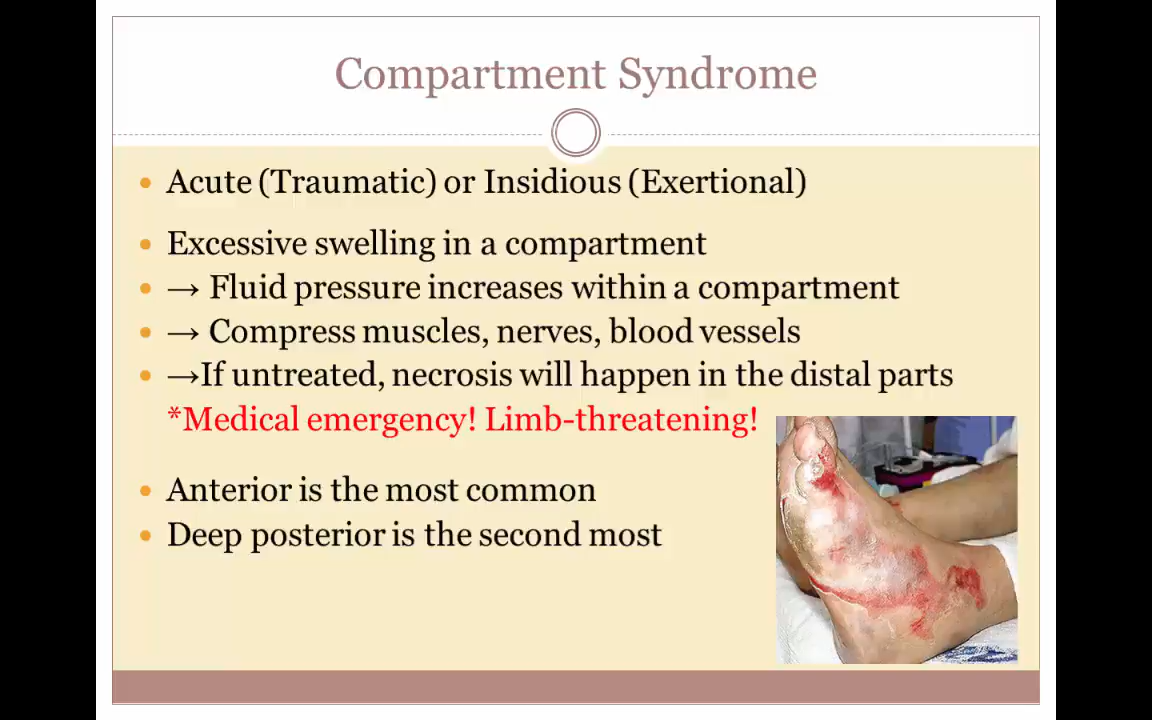 Compartment Syndrome
• Acute (Traumatic) or Insidious (Exertional)
• Excessive swelling in a compartment
• → Fluid pressure increases within a compartment
• → Compress muscles, nerves, blood vessels
• →If untreated, necrosis will happen in the distal parts
*Medical emergency! Limb-threatening!
• Anterior is the most common
• Deep posterior is the second most